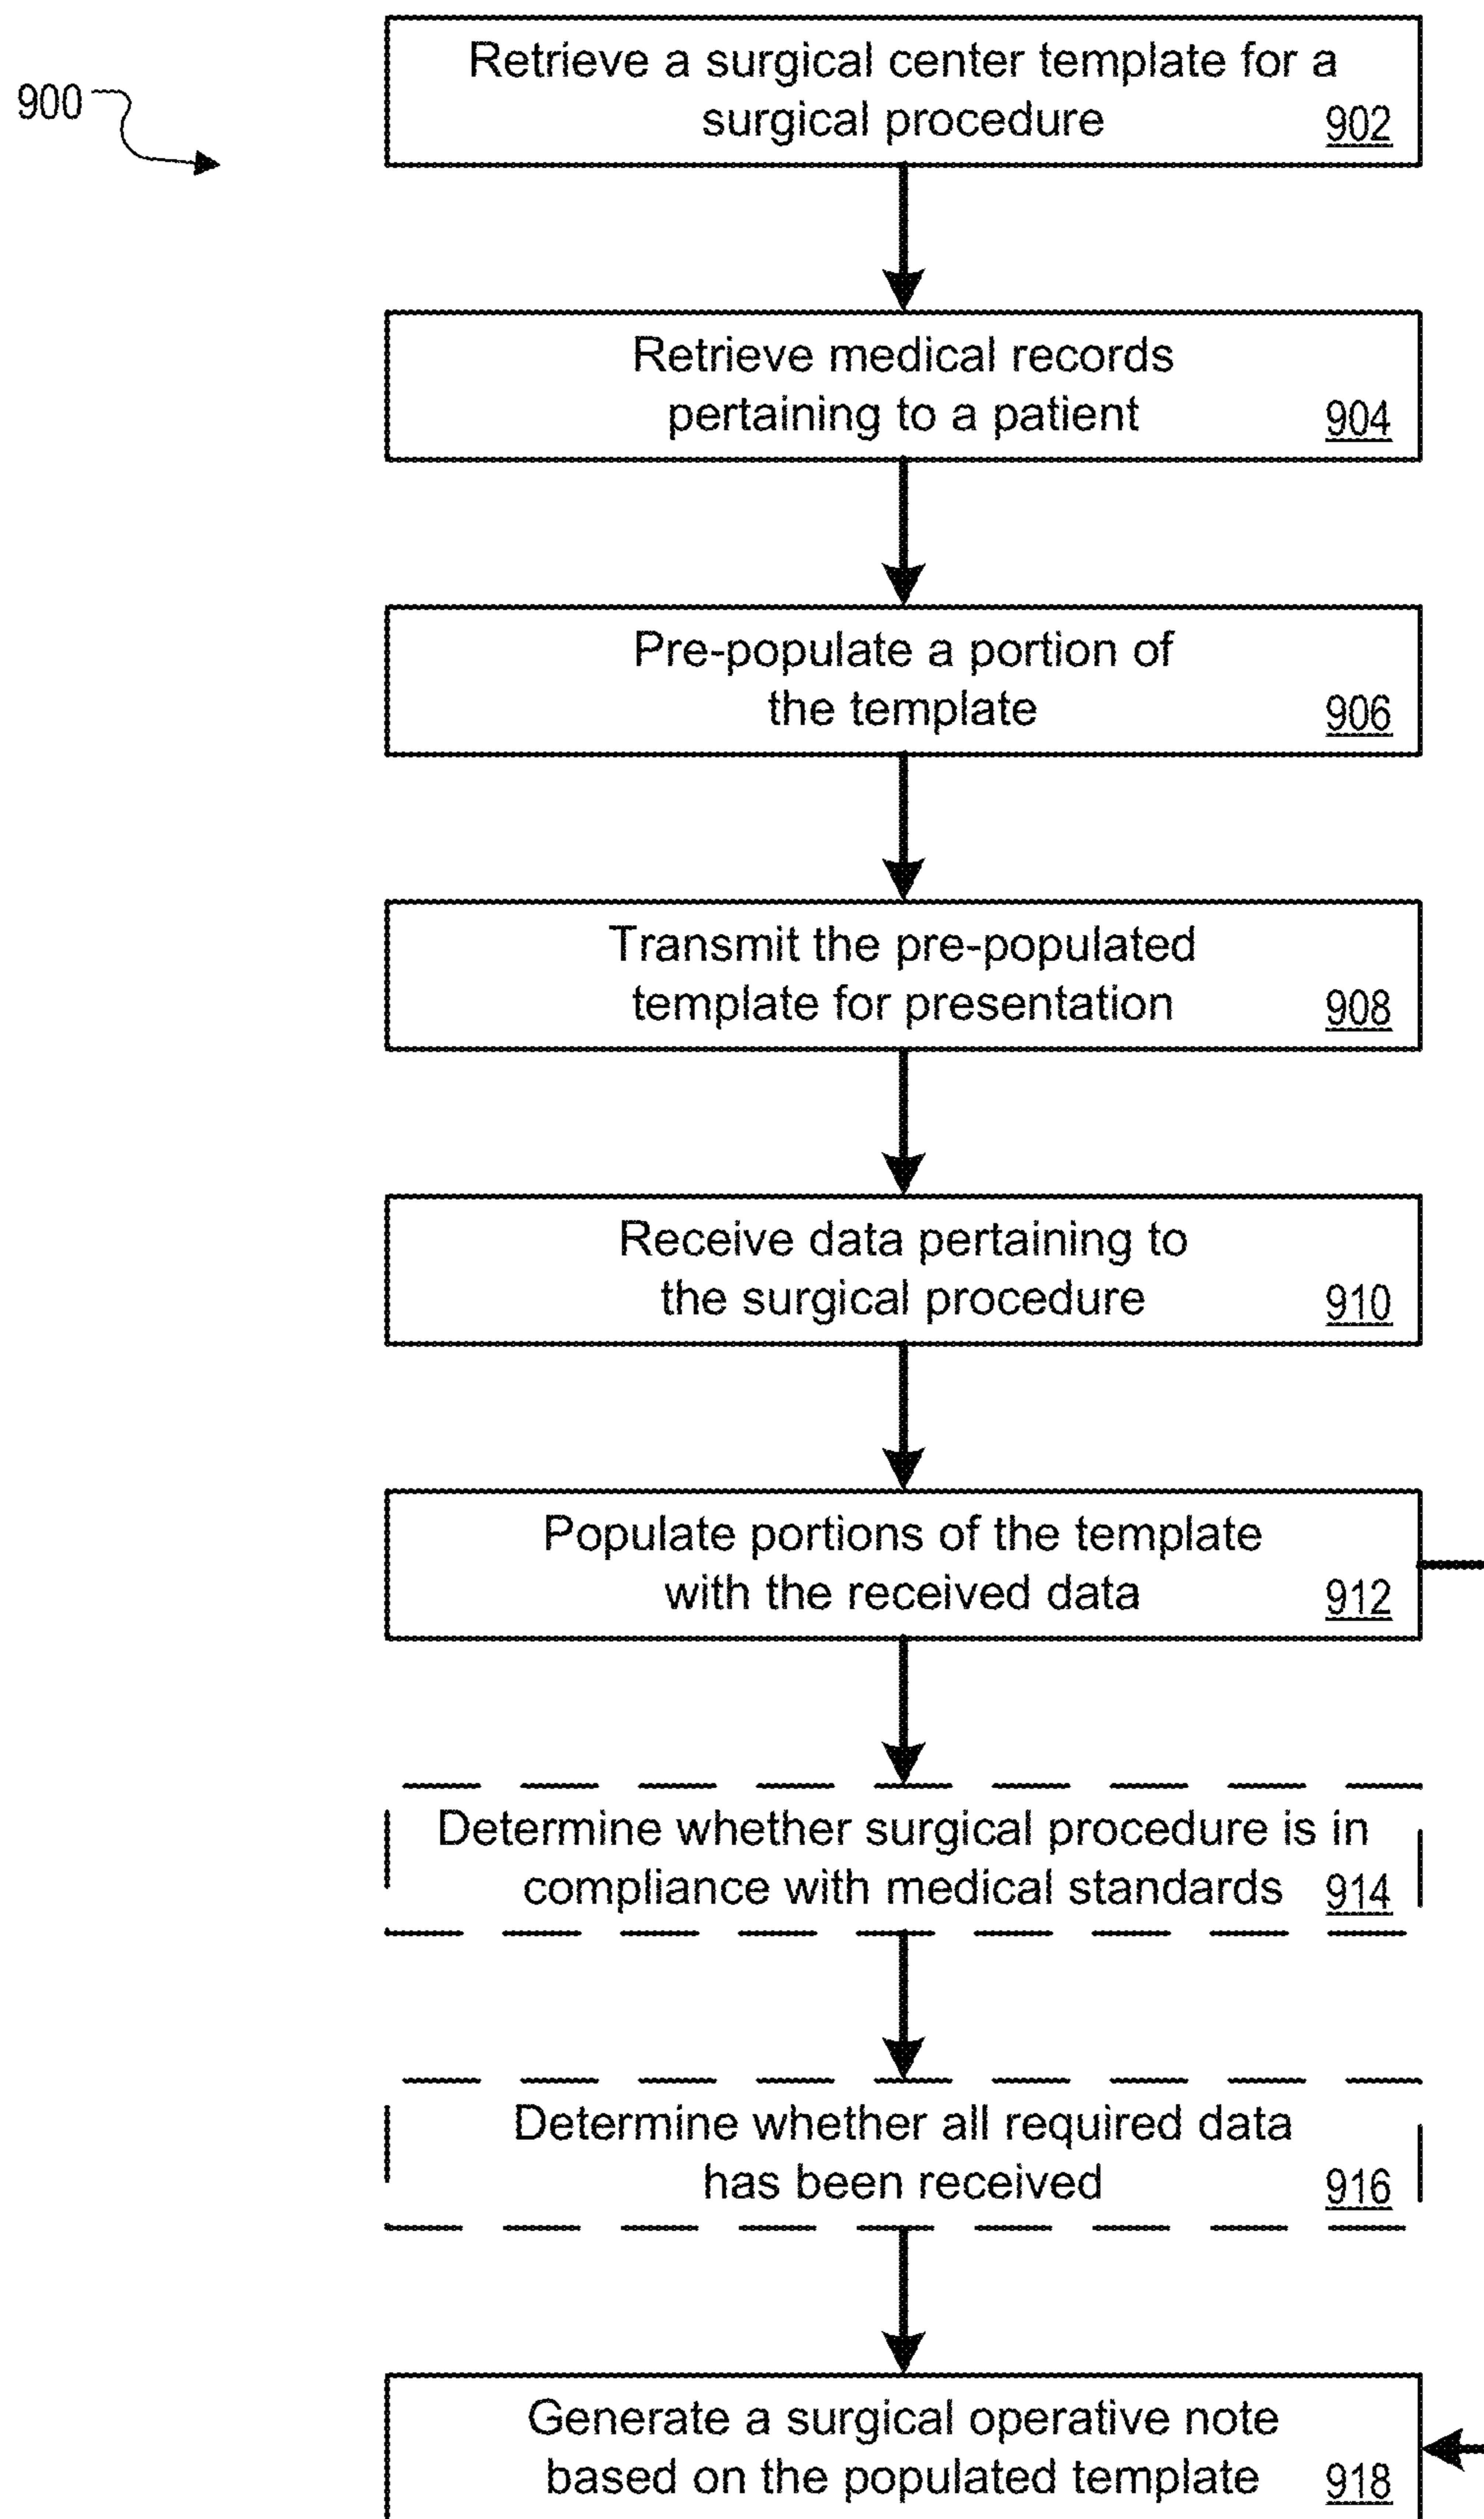 900
Retrieve a surgical center template for a
surgical procedure 902
Retrieve medical records
pertaining to a patient 904
Pre-populate a portion of
the template 906
Transmit the pre-populated
template for presentation 908
Receive data pertaining to
the surgical procedure 910
Populate portions of the template
with the received data 912
Determine whether surgical procedure is in
compliance with medical standards 914
Determine whether all required data
has been received 916
Generate a surgical operative note
based on the populated template 918